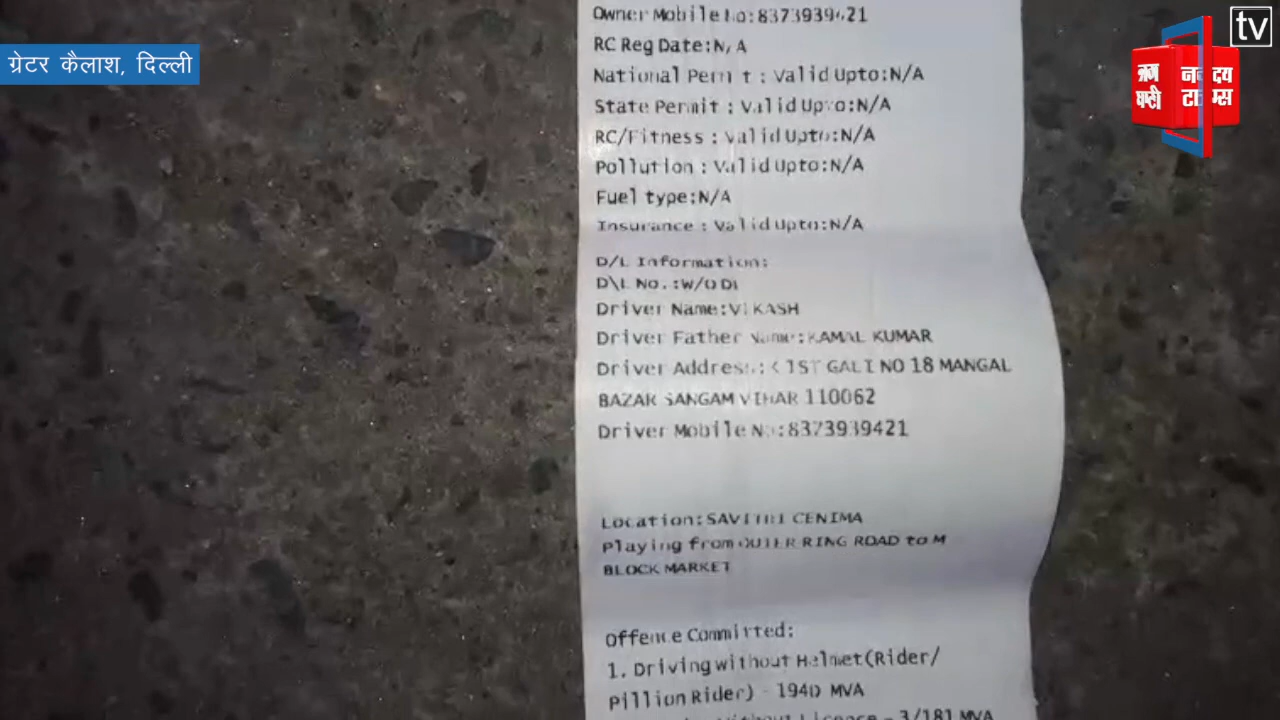 Owner Mobile No:8373939421
RC Reg Date:N/A
National Permit : Valid Upto:N/A
State Permit : Valid Upto:N/A
RC/Fitness : Valid Upto:N/A
Pollution : Valid Upto:N/A
Fuel type:N/A
Insurance : Valid Upto:N/A
D/L Information:
D\L No.:W/O DL
Driver Name:VIKASH
Driver Father Name:KAMAL KUMAR
Driver Address:K 1ST GALI NO 18 MANGAL
BAZAR SANGAM VIHAR 110062
Driver Mobile No:8373939421
Location:SAVITRI CENIMA
Playing from OUTER RING ROAD to M
BLOCK MARKET
Offence Committed:
1. Driving without Helmet(Rider/
Pillion Rider) - 194D MVA
Without Licence - 3/181 MVA
ग्रेटर कैलाश, दिल्ली
tv
नवोदय
टाइम्स